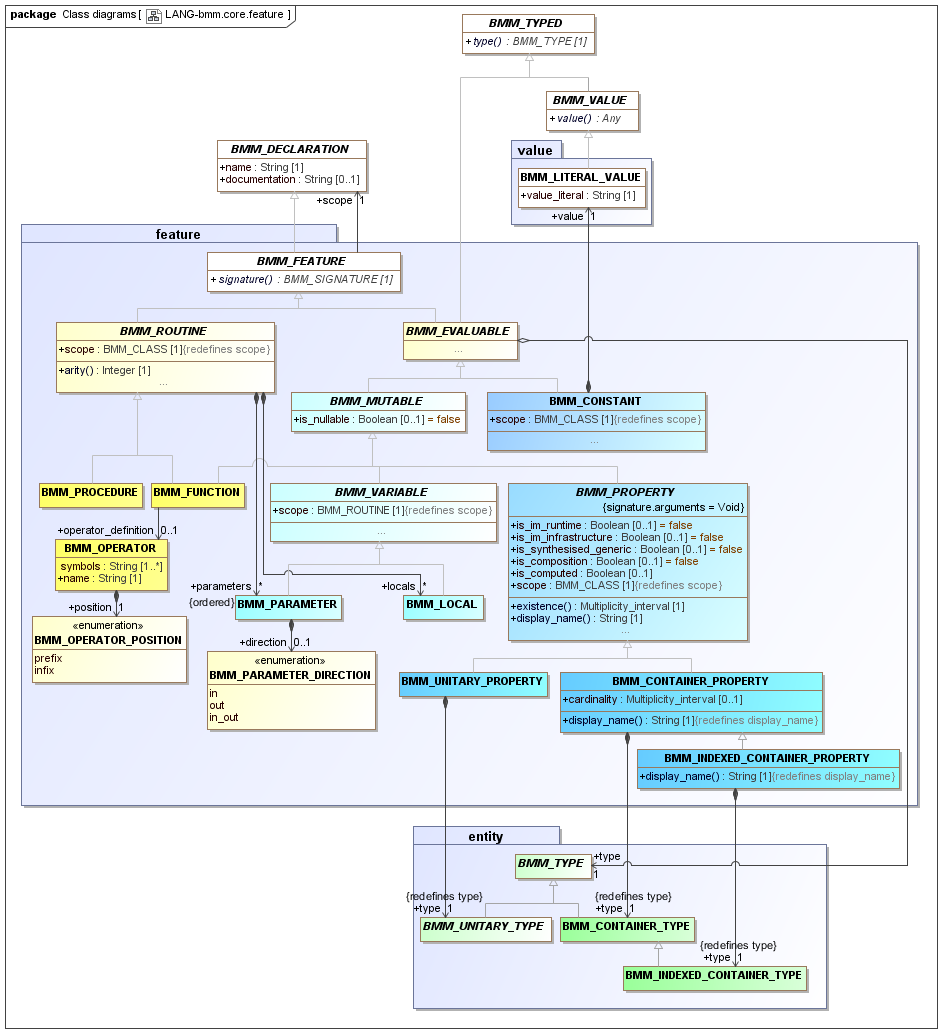 package Class diagrams [ LANG-bmm.core.feature ]
BMM_TYPED
+type() : BMM_TYPE [1]
BMM_VALUE
+value() : Any
value
BMM_LITERAL_VALUE
+value_literal : String [1]
+value 1
BMM_DECLARATION
+name : String [1]
+documentation : String [0..1]
+scope 1
feature
BMM_FEATURE
+ signature() : BMM_SIGNATURE [1]
BMM_ROUTINE
+scope : BMM_CLASS [1]{redefines scope}
+arity() : Integer [1]
...
BMM_EVALUABLE
...
BMM_MUTABLE
+is_nullable : Boolean [0..1] = false
BMM_CONSTANT
+scope : BMM_CLASS [1]{redefines scope}
...
BMM_PROCEDURE
BMM_FUNCTION
BMM_VARIABLE
+scope : BMM_ROUTINE [1]{redefines scope}
...
BMM_PROPERTY
{signature.arguments = Void}
+is_im_runtime : Boolean [0..1] = false
+is_im_infrastructure : Boolean [0..1] = false
+is_synthesised_generic : Boolean [0..1] = false
+is_composition : Boolean [0..1] = false
+is_computed : Boolean [0..1]
+scope : BMM_CLASS [1]{redefines scope}
+existence() : Multiplicity_interval [1]
+display_name() : String [1]
...
+operator_definition 0..1
BMM_OPERATOR
symbols : String [1..*]
+name : String [1]
+position 1
«enumeration»
BMM_OPERATOR_POSITION
prefix
infix
+parameters *
{ordered}
BMM_PARAMETER
+locals *
BMM_LOCAL
+direction 0..1
«enumeration»
BMM_PARAMETER_DIRECTION
in
out
in_out
BMM_UNITARY_PROPERTY
BMM_CONTAINER_PROPERTY
+cardinality : Multiplicity_interval [0..1]
+display_name() : String [1]{redefines display_name}
BMM_INDEXED_CONTAINER_PROPERTY
+display_name() : String [1]{redefines display_name}
entity
BMM_TYPE
+type
1
{redefines type}
+type 1
{redefines type}
+type 1
BMM_UNITARY_TYPE
BMM_CONTAINER_TYPE
{redefines type}
+type 1
BMM_INDEXED_CONTAINER_TYPE